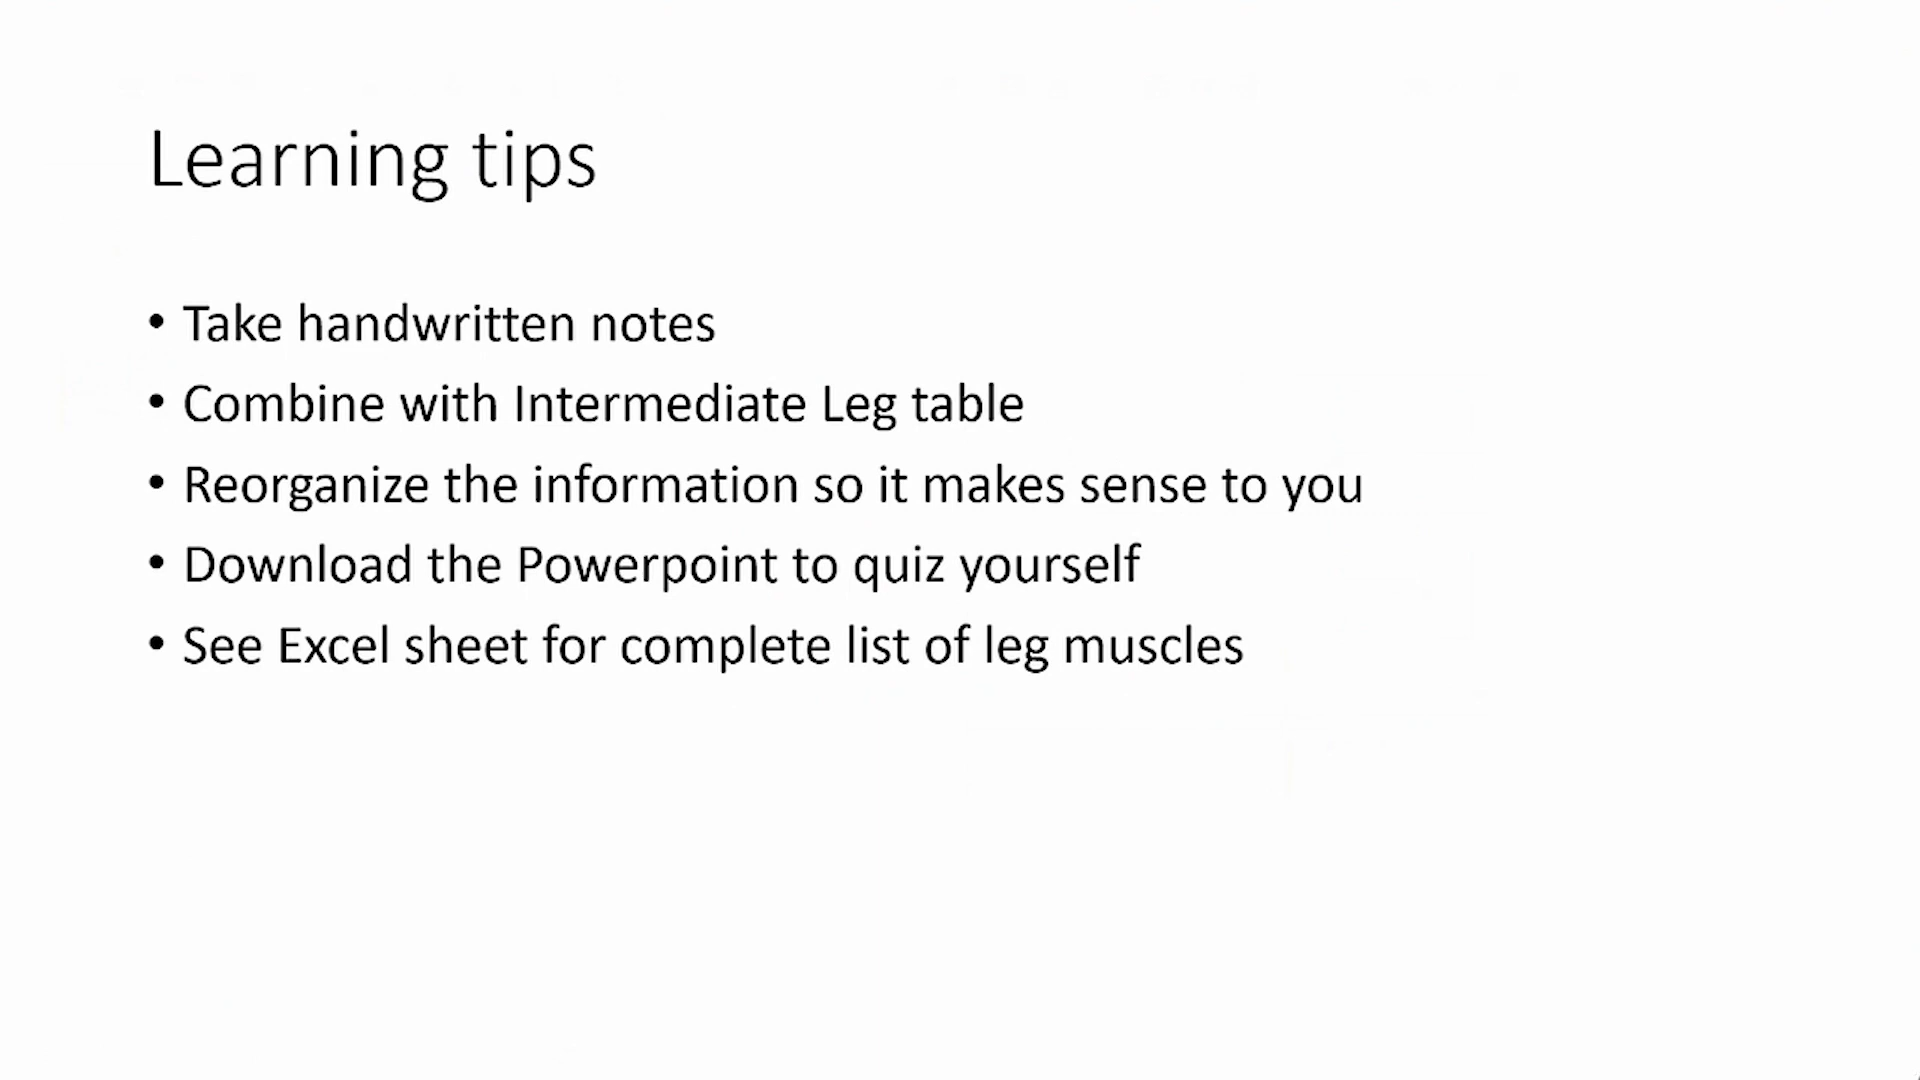 Learning tips
• Take handwritten notes
• Combine with Intermediate Leg table
• Reorganize the information so it makes sense to you
• Download the Powerpoint to quiz yourself
• See Excel sheet for complete list of leg muscles